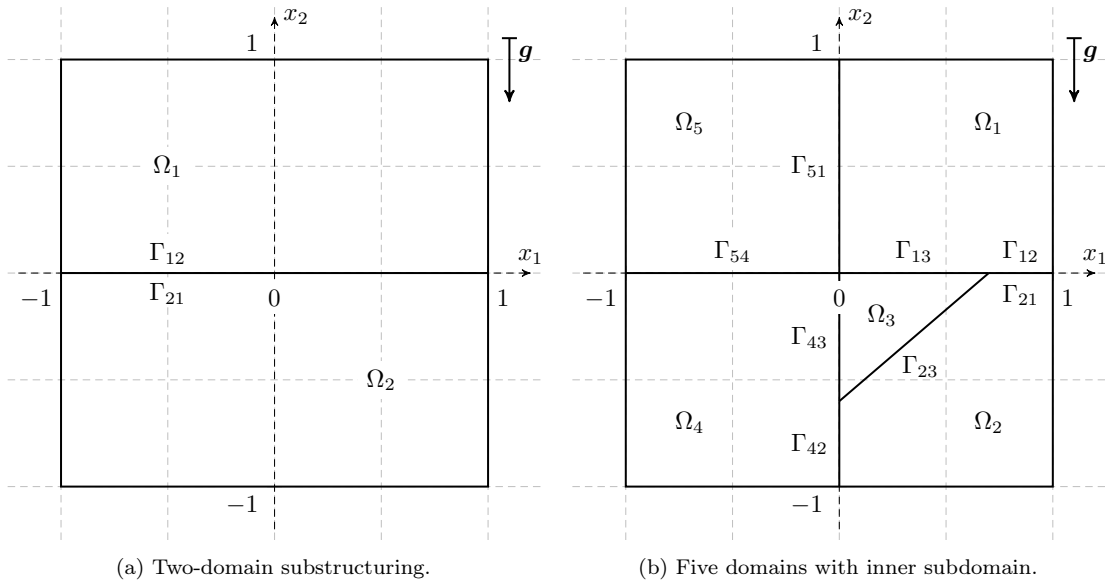 x₂
1
g
Ω₁
Γ₁₂
x₁
−1
Γ₂₁
0
1
Ω₂
−1
(a) Two-domain substructuring.
x₂
1
g
Ω₅
Ω₁
Γ₅₁
Γ₅₄
Γ₁₃
Γ₁₂
x₁
−1
0
Γ₂₁
1
Ω₃
Γ₄₃
Γ₂₃
Ω₄
Γ₄₂
Ω₂
−1
(b) Five domains with inner subdomain.